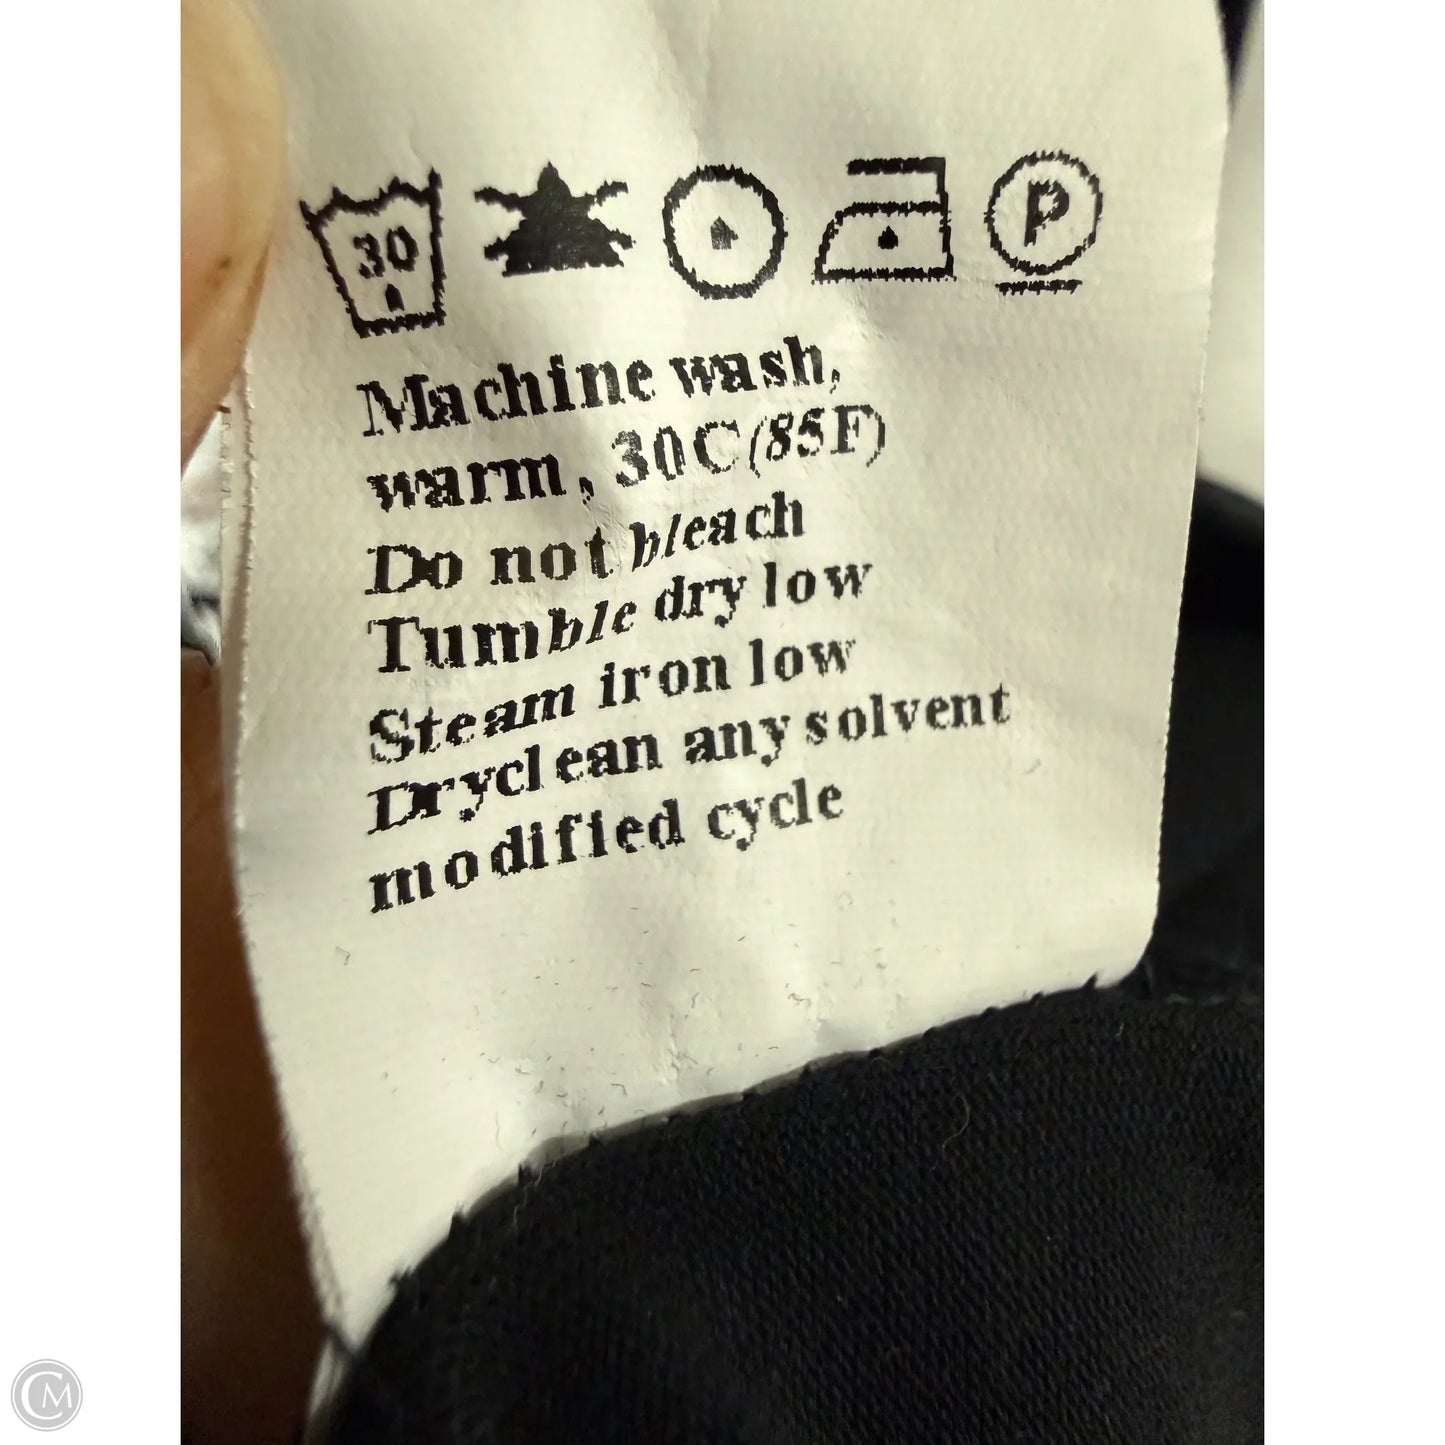 30
P
Machine wash,
warm, 30C(85F)
Do not bleach
Tumble dry low
Steam iron low
Dryclean any solvent
modified cycle
CM